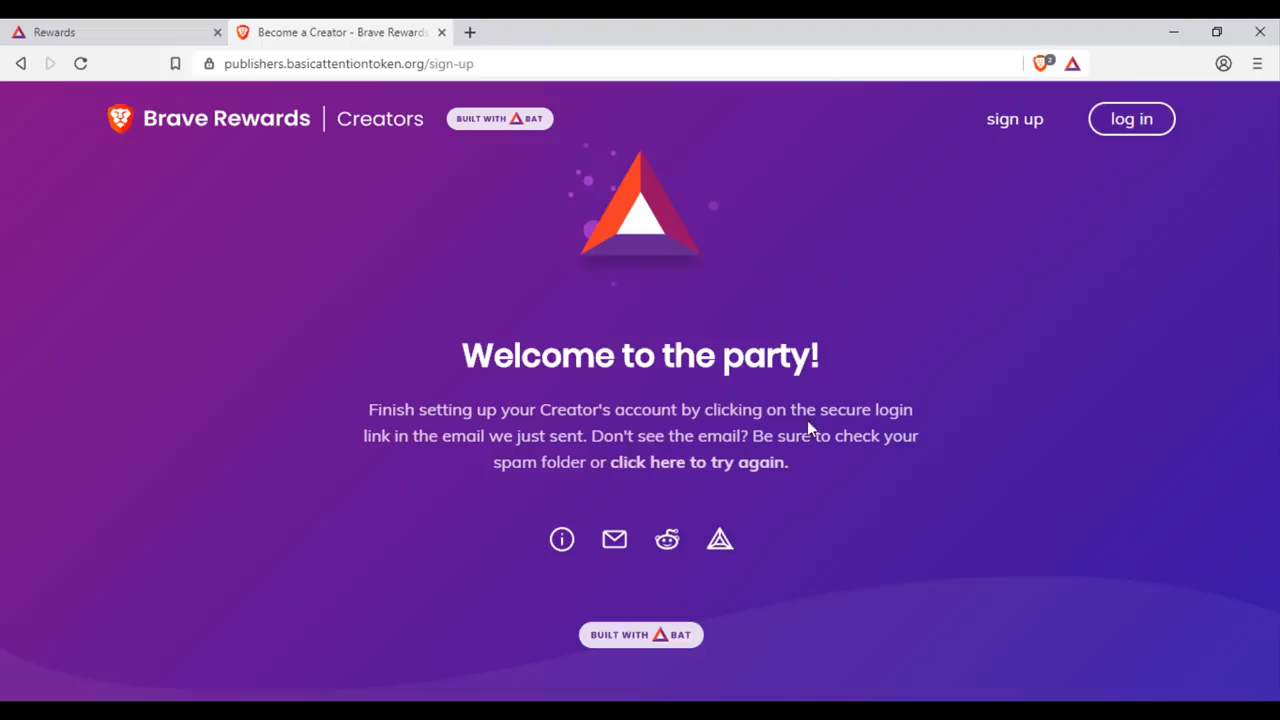 Rewards
Become a Creator - Brave Rewards
publishers.basicattentiontoken.org/sign-up
2
Brave Rewards | Creators
BUILT WITH BAT
sign up
log in
Welcome to the party!
Finish setting up your Creator's account by clicking on the secure login
link in the email we just sent. Don't see the email? Be sure to check your
spam folder or click here to try again.
BUILT WITH BAT